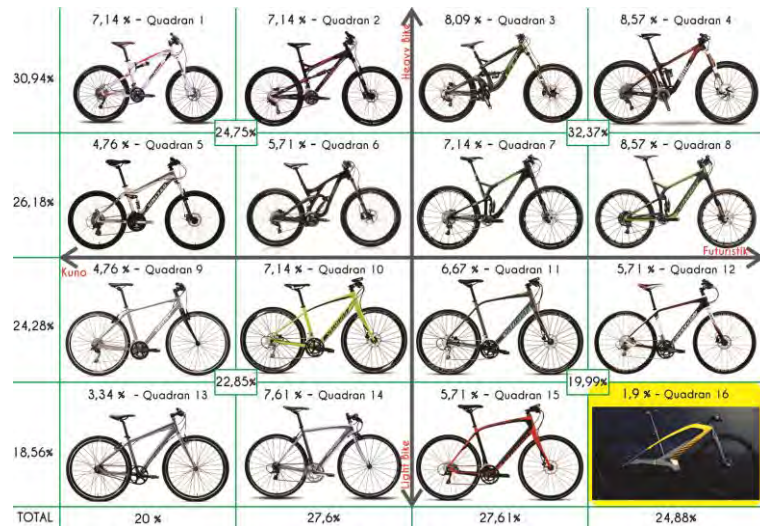 7,14 % - Quadran 1
7,14 % - Quadran 2
8,09 % - Quadran 3
8,57 % - Quadran 4
Heavy Bike
30,94%
24,75%
32,37%
4,76 % - Quadran 5
5,71 % - Quadran 6
7,14 % - Quadran 7
8,57 % - Quadran 8
26,18%
Kuno
Futuristik
4,76 % - Quadran 9
7,14 % - Quadran 10
6,67 % - Quadran 11
5,71 % - Quadran 12
24,28%
22,85%
19,99%
3,34 % - Quadran 13
7,61 % - Quadran 14
5,71 % - Quadran 15
1,9 % - Quadran 16
18,56%
Light Bike
TOTAL
20 %
27,6%
27,61%
24,88%